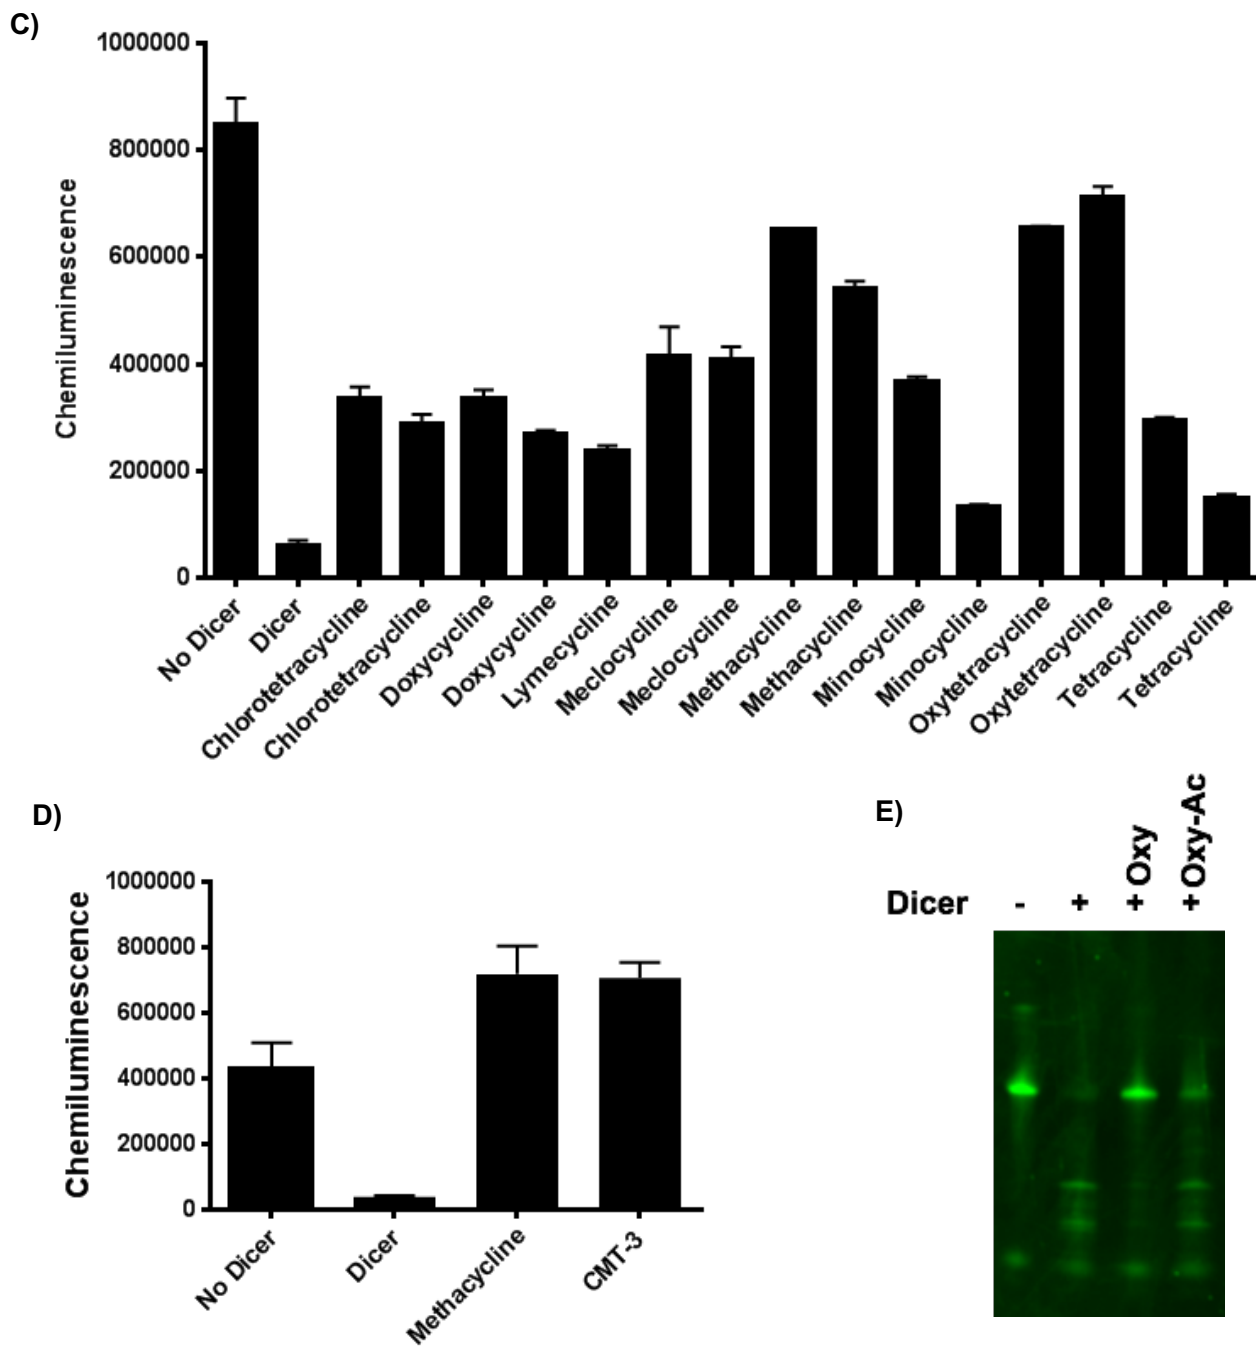 C)
1000000
800000
600000
400000
200000
0
Chemiluminescence
No Dicer
Dicer
Chlorotetracycline
Chlorotetracycline
Doxycycline
Doxycycline
Lymecycline
Meclocycline
Meclocycline
Methacycline
Methacycline
Minocycline
Minocycline
Oxytetracycline
Oxytetracycline
Tetracycline
Tetracycline
D)
1000000
800000
600000
400000
200000
0
Chemiluminescence
No Dicer
Dicer
Methacycline
CMT-3
E)
Oxy
Oxy-Ac
Dicer - + + +